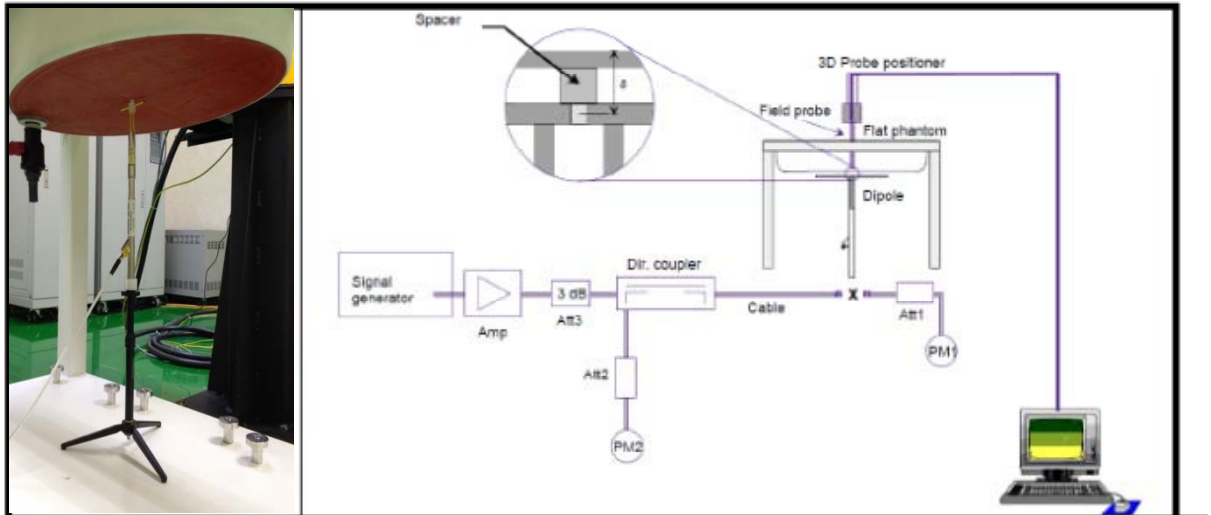 Spacer
s
3D Probe positioner
Field probe
Flat phantom
Dipole
Signal
generator
Amp
3 dB
Att3
Dir. coupler
Cable
X
Att1
PM1
Att2
PM2